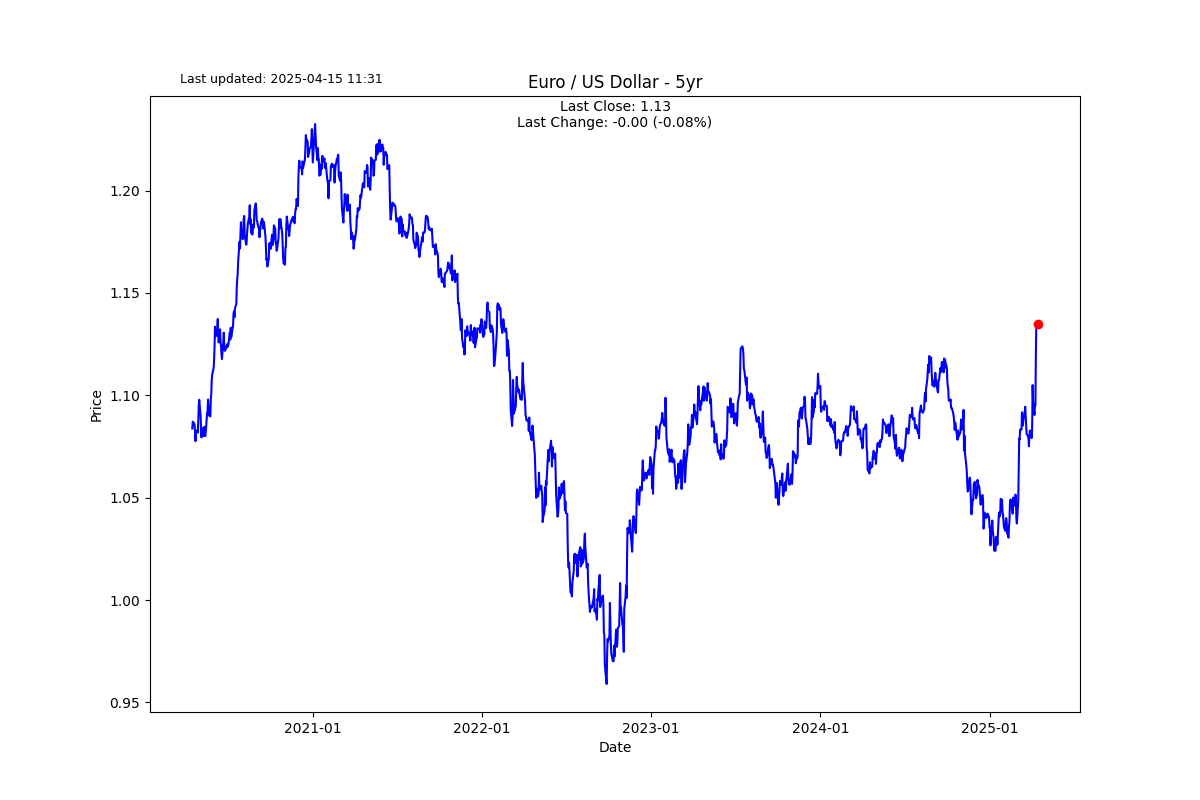 Last updated: 2025-04-15 11:31
Euro / US Dollar - 5yr
Last Close: 1.13
Last Change: -0.00 (-0.08%)
1.20
1.15
1.10
1.05
1.00
0.95
Price
2021-01
2022-01
2023-01
2024-01
2025-01
Date